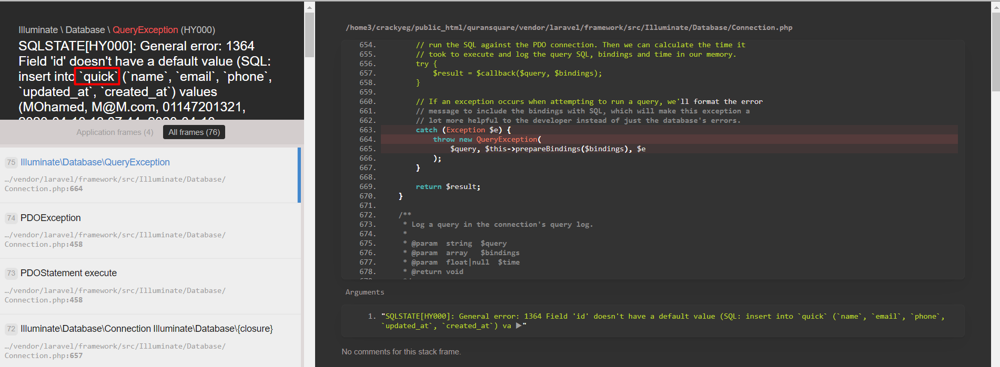 Illuminate \ Database \ QueryException (HY000)
SQLSTATE[HY000]: General error: 1364
Field 'id' doesn't have a default value (SQL:
insert into `quick` (`name`, `email`, `phone`,
`updated_at`, `created_at`) values
(MOhamed, M@M.com, 01147201321,
Application frames (4) All frames (76)
75 Illuminate\Database\QueryException
…/vendor/laravel/framework/src/Illuminate/Database/
Connection.php:664
74 PDOException
…/vendor/laravel/framework/src/Illuminate/Database/
Connection.php:458
73 PDOStatement execute
…/vendor/laravel/framework/src/Illuminate/Database/
Connection.php:458
72 Illuminate\Database\Connection Illuminate\Database\{closure}
…/vendor/laravel/framework/src/Illuminate/Database/
Connection.php:657
/home3/crackyeg/public_html/quransquare/vendor/laravel/framework/src/Illuminate/Database/Connection.php
654. // run the SQL against the PDO connection. Then we can calculate the time it
655. // took to execute and log the query SQL, bindings and time in our memory.
656. try {
657. $result = $callback($query, $bindings);
658. }
659.
660. // If an exception occurs when attempting to run a query, we'll format the error
661. // message to include the bindings with SQL, which will make this exception a
662. // lot more helpful to the developer instead of just the database's errors.
663. catch (Exception $e) {
664. throw new QueryException(
665. $query, $this->prepareBindings($bindings), $e
666. );
667. }
668.
669. return $result;
670. }
671.
672. /**
673. * Log a query in the connection's query log.
674. *
675. * @param string $query
676. * @param array $bindings
677. * @param float|null $time
678. * @return void
Arguments
1. "SQLSTATE[HY000]: General error: 1364 Field 'id' doesn't have a default value (SQL: insert into `quick` (`name`, `email`, `phone`,
`updated_at`, `created_at`) va ▶"
No comments for this stack frame.